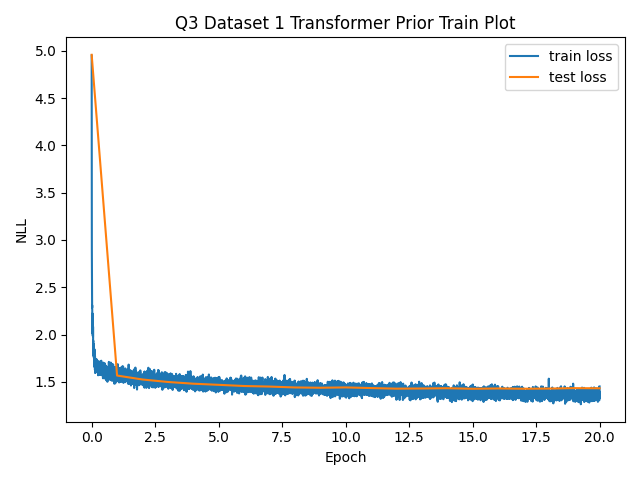 Q3 Dataset 1 Transformer Prior Train Plot
train loss
test loss
NLL
5.0
4.5
4.0
3.5
3.0
2.5
2.0
1.5
0.0 2.5 5.0 7.5 10.0 12.5 15.0 17.5 20.0
Epoch